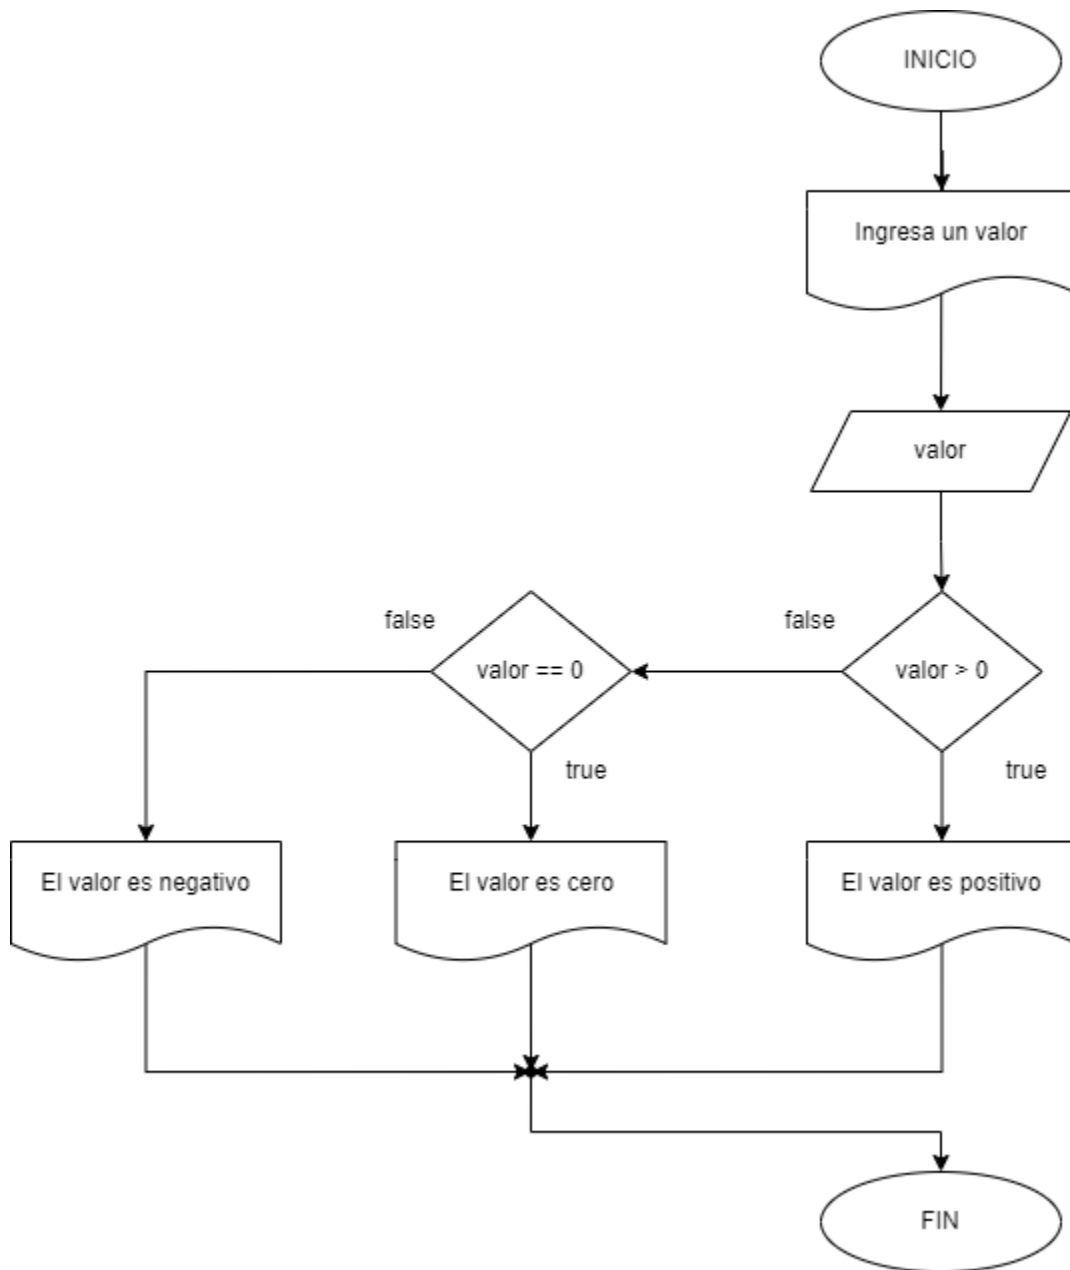 INICIO
Ingresa un valor
valor
false
false
valor == 0
valor > 0
true
true
El valor es negativo
El valor es cero
El valor es positivo
FIN